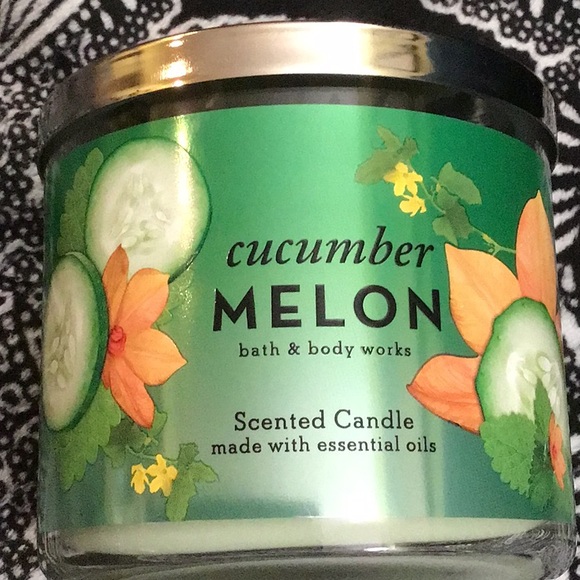 cucumber
MELON
bath & body works
Scented Candle
made with essential oils